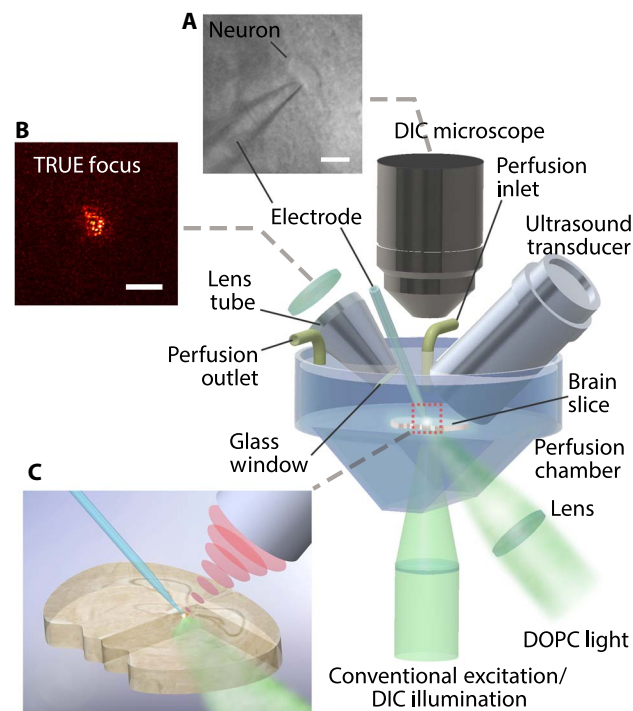 A
Neuron
DIC microscope
B
TRUE focus
Perfusion
inlet
Electrode
Ultrasound
transducer
Lens
tube
Perfusion
outlet
Brain
slice
Glass
window
Perfusion
chamber
C
Lens
DOPC light
Conventional excitation/
DIC illumination